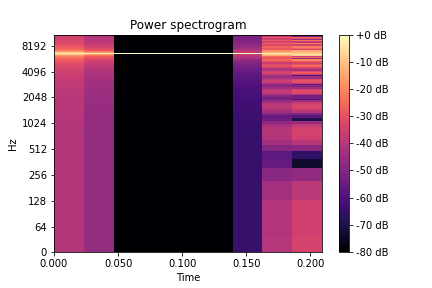 Power spectrogram
8192
4096
2048
1024
512
256
128
64
0
Hz
0.000 0.050 0.100 0.150 0.200
Time
+0 dB
-10 dB
-20 dB
-30 dB
-40 dB
-50 dB
-60 dB
-70 dB
-80 dB